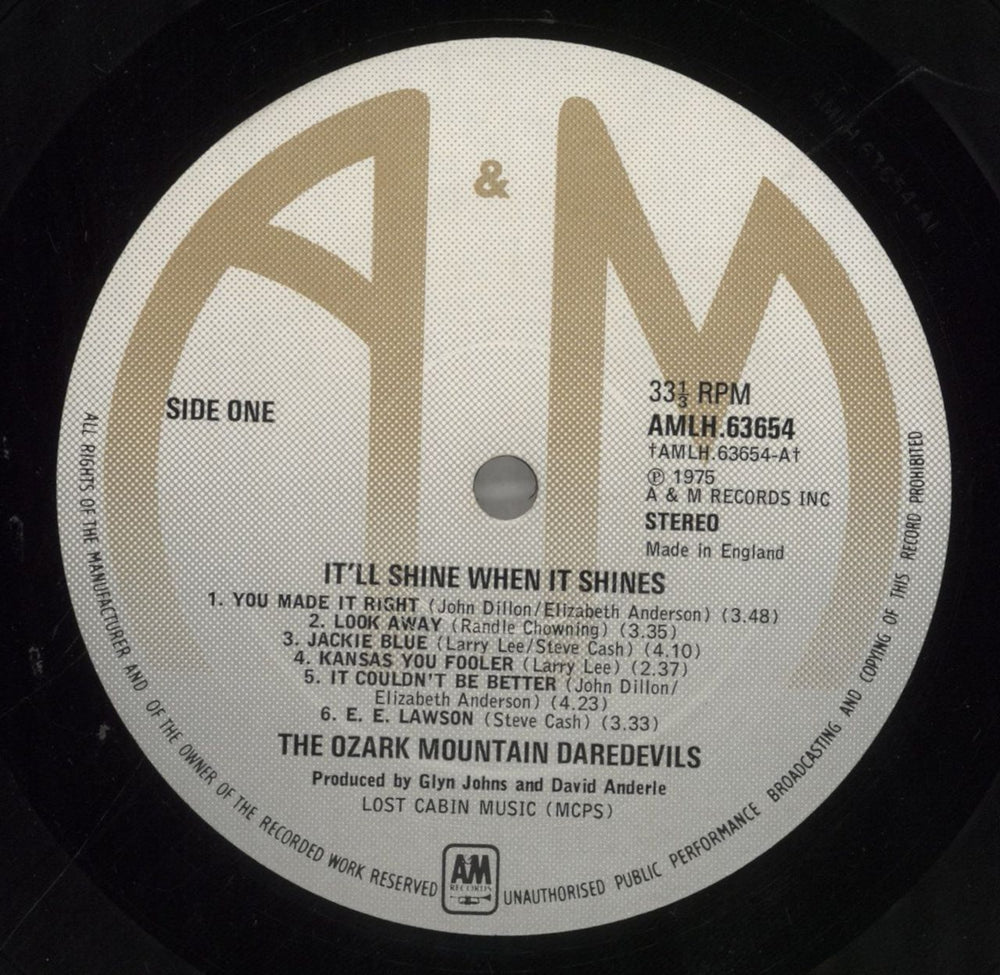 A & M
SIDE ONE
33⅓ RPM
AMLH.63654
†AMLH.63654-A†
℗ 1975
A & M RECORDS INC
STEREO
Made in England
IT'LL SHINE WHEN IT SHINES
1. YOU MADE IT RIGHT (John Dillon/Elizabeth Anderson) (3.48)
2. LOOK AWAY (Randle Chowning) (3.35)
3. JACKIE BLUE (Larry Lee/Steve Cash) (4.10)
4. KANSAS YOU FOOLER (Larry Lee) (2.37)
5. IT COULDN'T BE BETTER (John Dillon/
Elizabeth Anderson) (4.23)
6. E. E. LAWSON (Steve Cash) (3.33)
THE OZARK MOUNTAIN DAREDEVILS
Produced by Glyn Johns and David Anderle
LOST CABIN MUSIC (MCPS)
ALL RIGHTS OF THE MANUFACTURER AND OF THE OWNER OF THE RECORDED WORK RESERVED
AM
RECORDS
UNAUTHORISED PUBLIC PERFORMANCE BROADCASTING AND COPYING OF THIS RECORD PROHIBITED